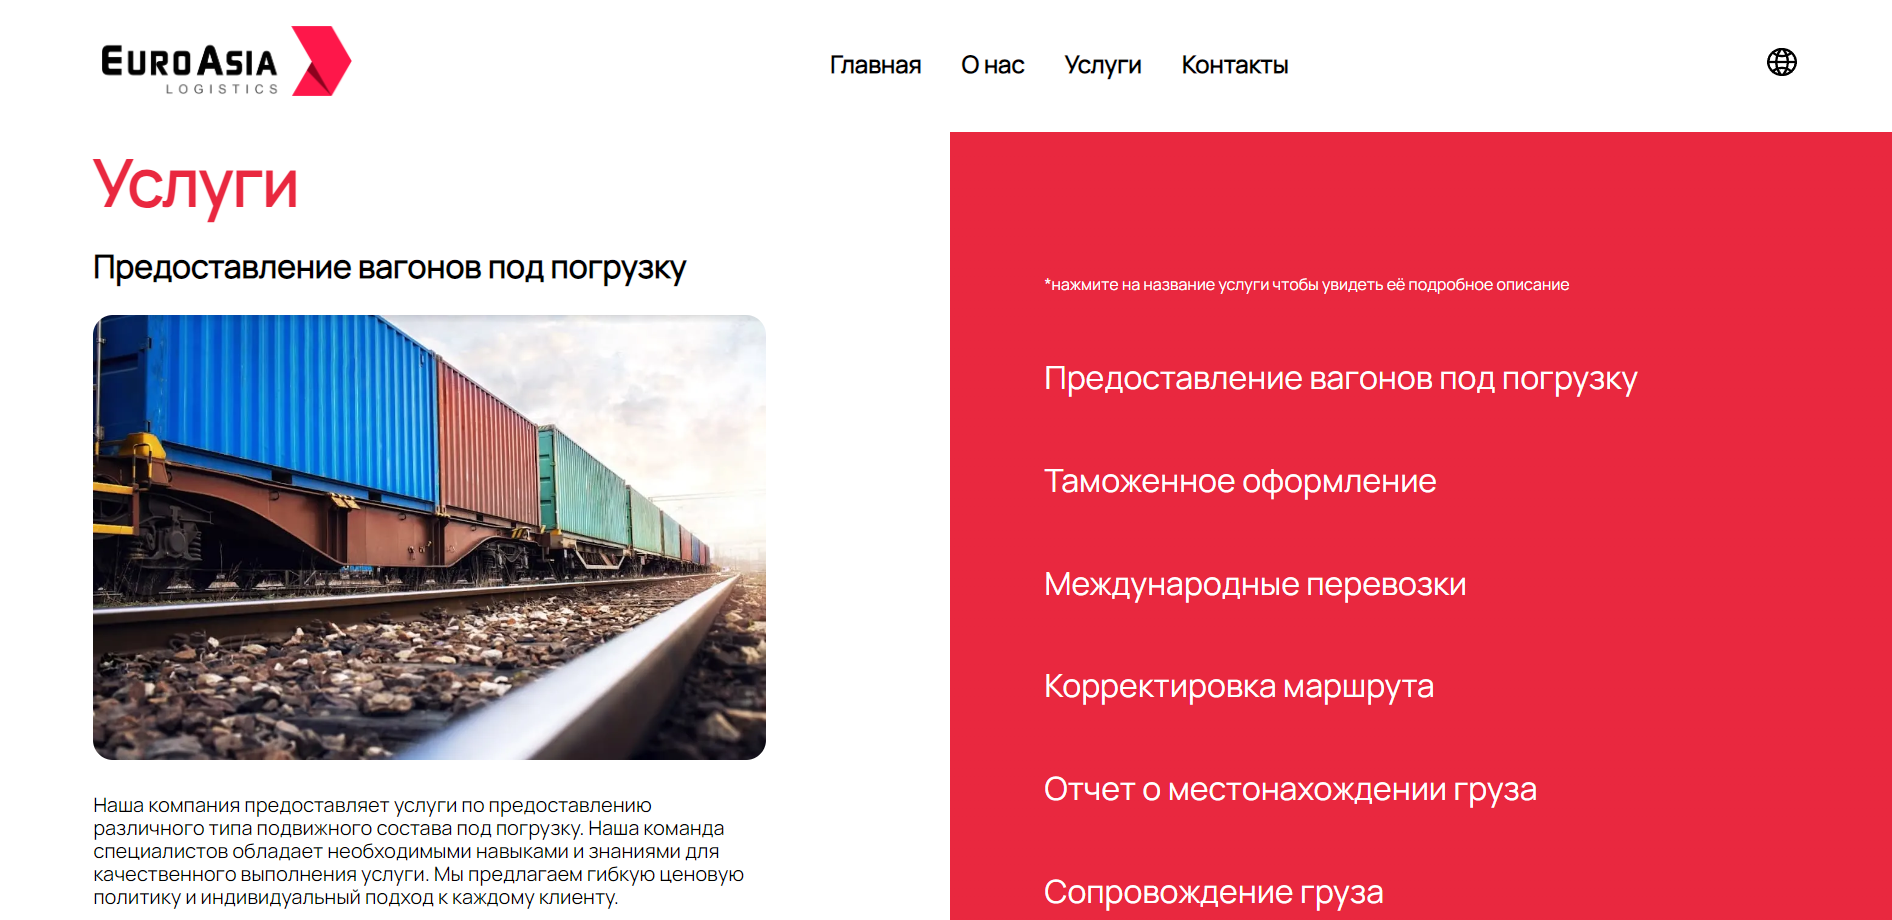 EUROASIA
LOGISTICS
Главная
О нас
Услуги
Контакты
Услуги
Предоставление вагонов под погрузку
Наша компания предоставляет услуги по предоставлению
различного типа подвижного состава под погрузку. Наша команда
специалистов обладает необходимыми навыками и знаниями для
качественного выполнения услуги. Мы предлагаем гибкую ценовую
политику и индивидуальный подход к каждому клиенту.
*нажмите на название услуги чтобы увидеть её подробное описание
Предоставление вагонов под погрузку
Таможенное оформление
Международные перевозки
Корректировка маршрута
Отчет о местонахождении груза
Сопровождение груза